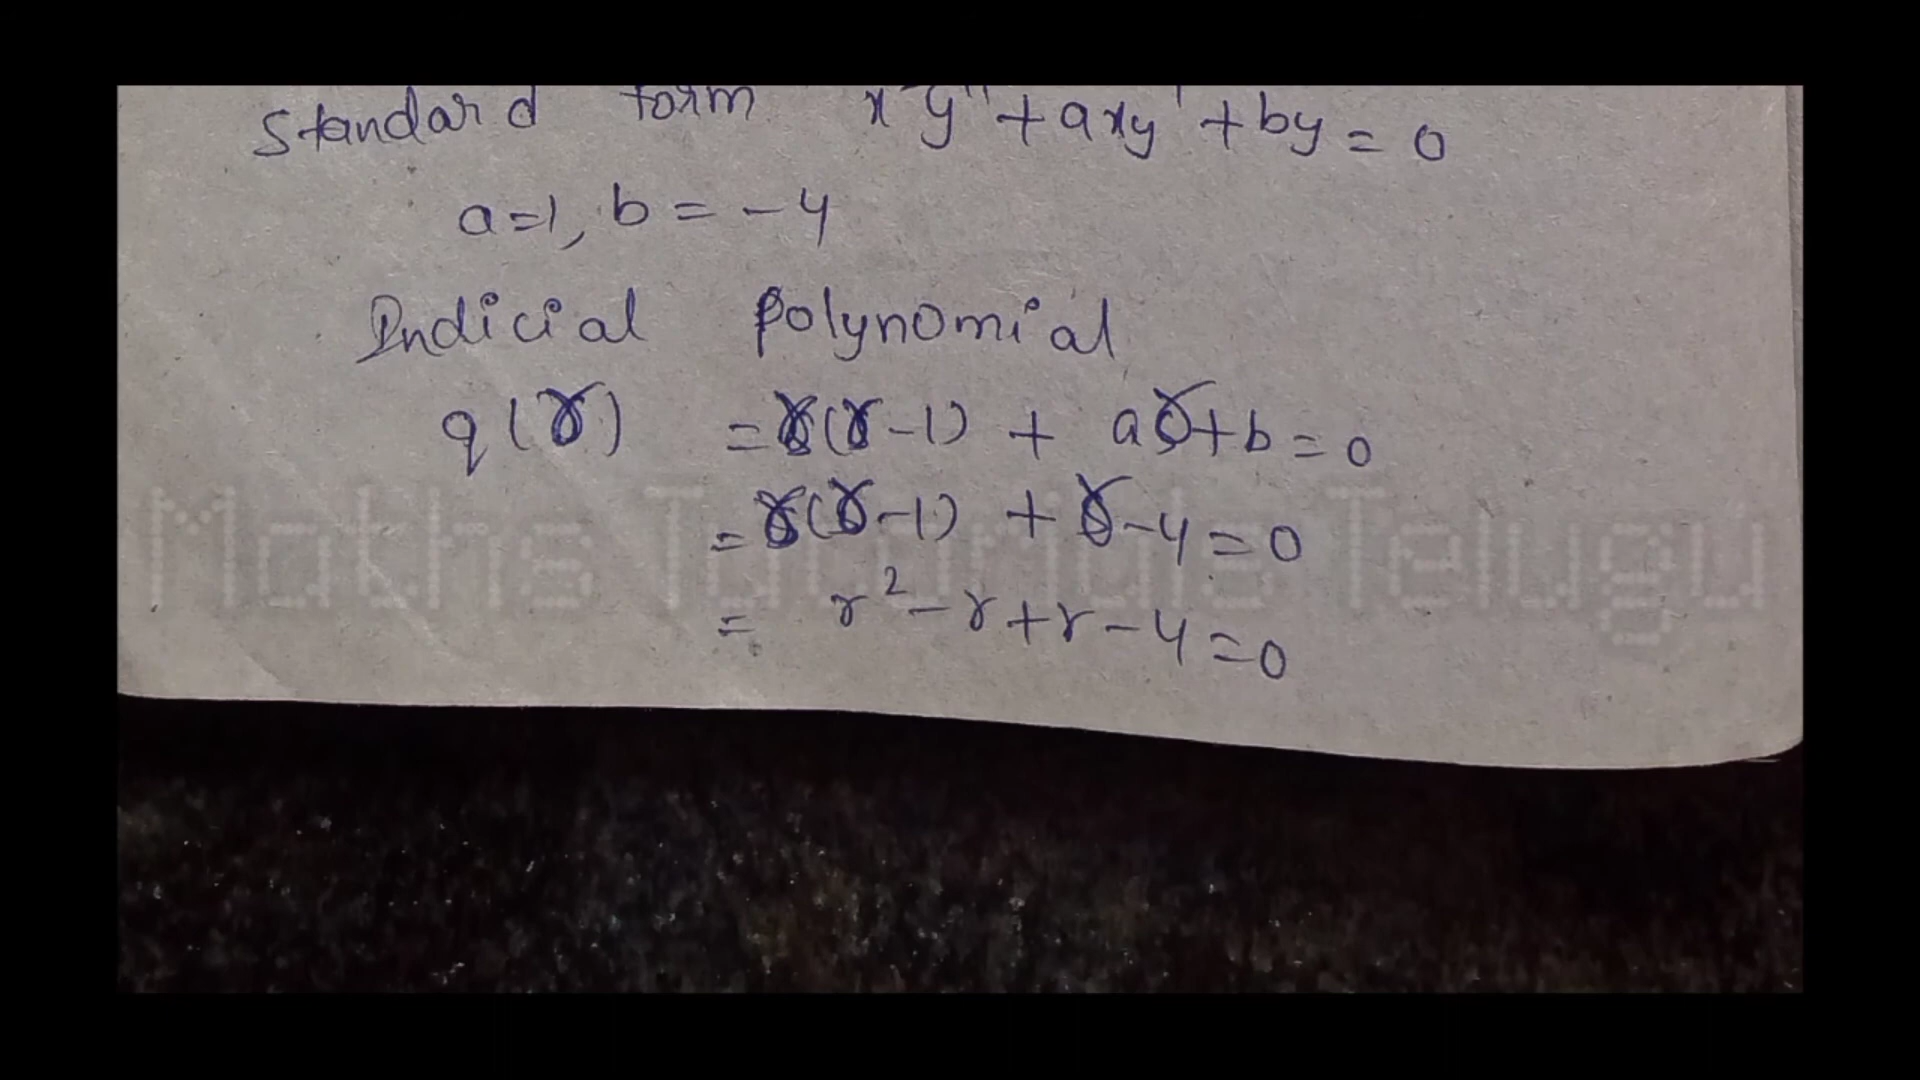 Standard form x²y'' + axy' + by = 0
a=1, b = -4
Indicial polynomial
q(r) = r(r-1) + ar+b = 0
= r(r-1) + r-4 = 0
= r²-r+r-4=0
Maths Tutorials Telugu